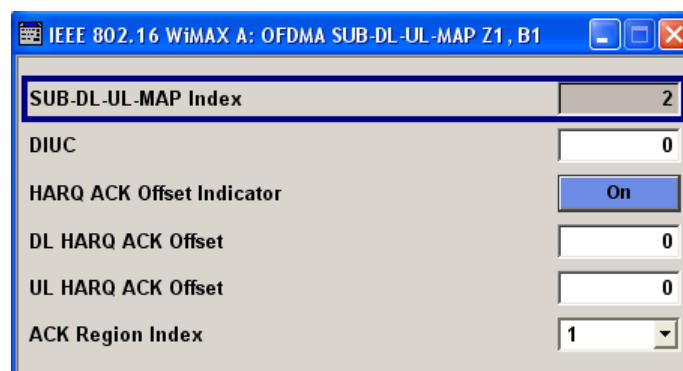 IEEE 802.16 WiMAX A: OFDMA SUB-DL-UL-MAP Z1, B1
SUB-DL-UL-MAP Index 2
DIUC 0
HARQ ACK Offset Indicator On
DL HARQ ACK Offset 0
UL HARQ ACK Offset 0
ACK Region Index 1